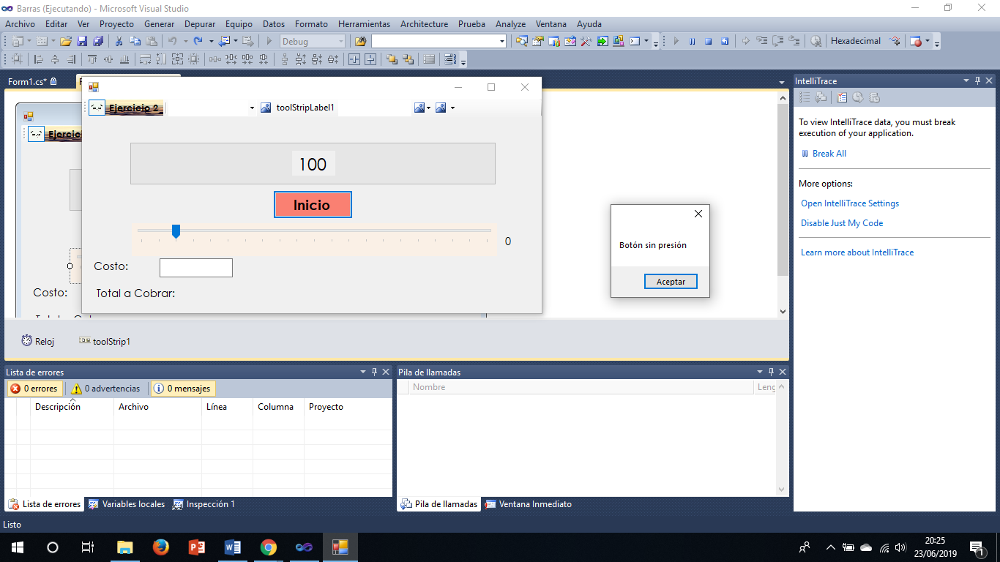 Barras (Ejecutando) - Microsoft Visual Studio
Archivo Editar Ver Proyecto Generar Depurar Equipo Datos Formato Herramientas Architecture Prueba Analyze Ventana Ayuda
Debug Hexadecimal
Form1.cs*
Ejercicio 2 toolStripLabel1
Ejercic
100
Inicio
0
Costo:
Total a Cobrar:
Costo:
Botón sin presión
Aceptar
Reloj toolStrip1
IntelliTrace
To view IntelliTrace data, you must break
execution of your application.
Break All
More options:
Open IntelliTrace Settings
Disable Just My Code
Learn more about IntelliTrace
Lista de errores
0 errores 0 advertencias 0 mensajes
Descripción Archivo Línea Columna Proyecto
Lista de errores Variables locales Inspección 1
Pila de llamadas
Nombre Leng
Pila de llamadas Ventana Inmediato
Listo
20:25
23/06/2019
1